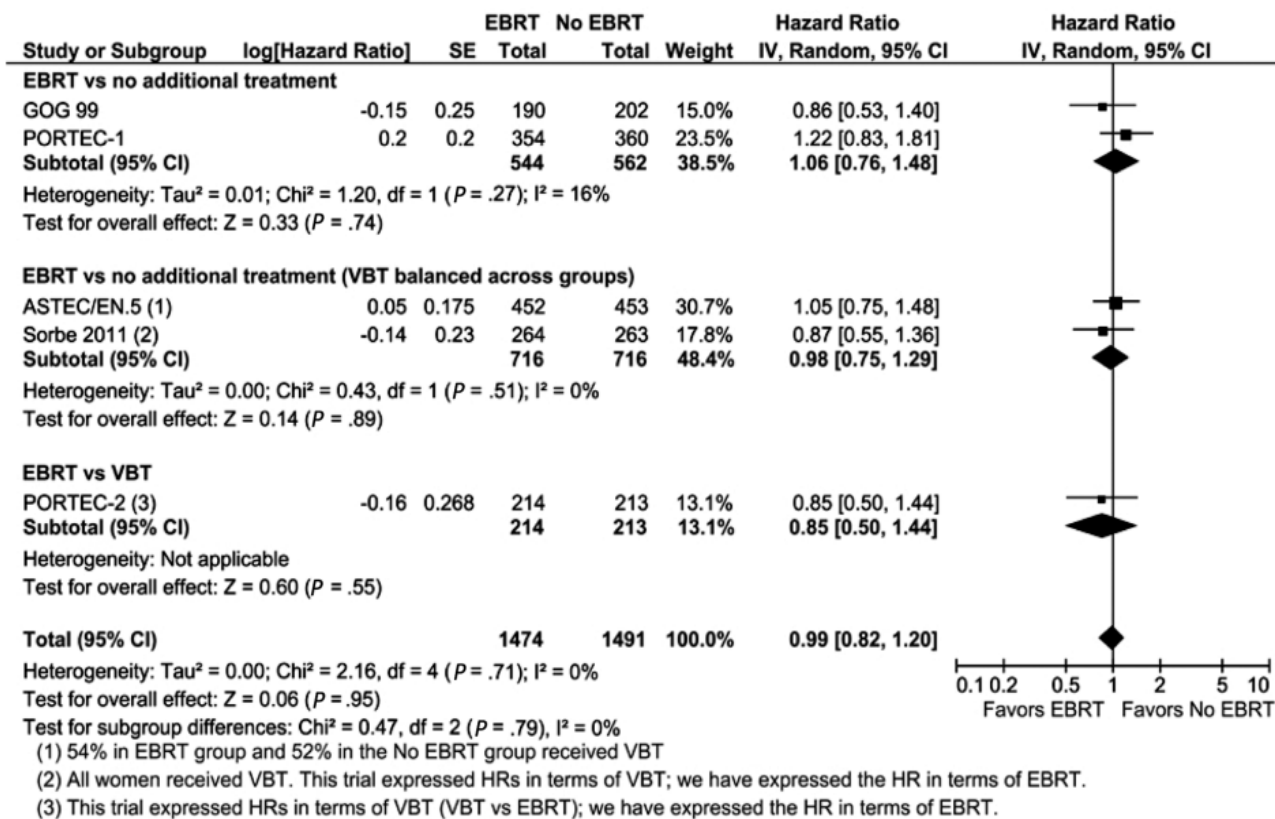 EBRT No EBRT Hazard Ratio Hazard Ratio
Study or Subgroup log[Hazard Ratio] SE Total Total Weight IV, Random, 95% CI IV, Random, 95% CI
EBRT vs no additional treatment
GOG 99 -0.15 0.25 190 202 15.0% 0.86 [0.53, 1.40]
PORTEC-1 0.2 0.2 354 360 23.5% 1.22 [0.83, 1.81]
Subtotal (95% CI) 544 562 38.5% 1.06 [0.76, 1.48]
Heterogeneity: Tau² = 0.01; Chi² = 1.20, df = 1 (P = .27); I² = 16%
Test for overall effect: Z = 0.33 (P = .74)
EBRT vs no additional treatment (VBT balanced across groups)
ASTEC/EN.5 (1) 0.05 0.175 452 453 30.7% 1.05 [0.75, 1.48]
Sorbe 2011 (2) -0.14 0.23 264 263 17.8% 0.87 [0.55, 1.36]
Subtotal (95% CI) 716 716 48.4% 0.98 [0.75, 1.29]
Heterogeneity: Tau² = 0.00; Chi² = 0.43, df = 1 (P = .51); I² = 0%
Test for overall effect: Z = 0.14 (P = .89)
EBRT vs VBT
PORTEC-2 (3) -0.16 0.268 214 213 13.1% 0.85 [0.50, 1.44]
Subtotal (95% CI) 214 213 13.1% 0.85 [0.50, 1.44]
Heterogeneity: Not applicable
Test for overall effect: Z = 0.60 (P = .55)
Total (95% CI) 1474 1491 100.0% 0.99 [0.82, 1.20]
Heterogeneity: Tau² = 0.00; Chi² = 2.16, df = 4 (P = .71); I² = 0%
Test for overall effect: Z = 0.06 (P = .95)
Test for subgroup differences: Chi² = 0.47, df = 2 (P = .79), I² = 0%
0.1 0.2 0.5 1 2 5 10
Favors EBRT Favors No EBRT
(1) 54% in EBRT group and 52% in the No EBRT group received VBT
(2) All women received VBT. This trial expressed HRs in terms of VBT; we have expressed the HR in terms of EBRT.
(3) This trial expressed HRs in terms of VBT (VBT vs EBRT); we have expressed the HR in terms of EBRT.